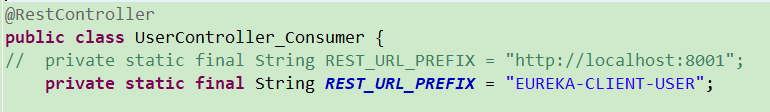 @RestController
public class UserController_Consumer {
//  private static final String REST_URL_PREFIX = "http://localhost:8001";
    private static final String REST_URL_PREFIX = "EUREKA-CLIENT-USER";